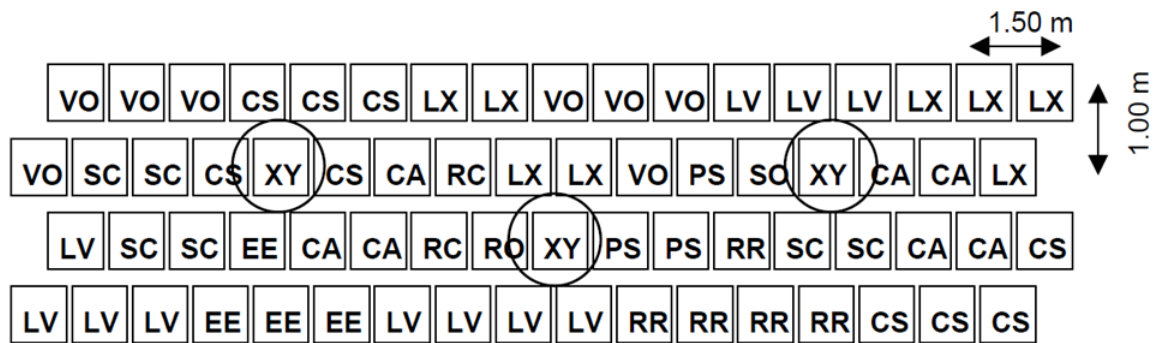 1.50 m
VO VO VO CS CS CS LX LX VO VO VO LV LV LV LX LX LX
1.00 m
VO SC SC CS XY CS CA RC LX LX VO PS SC XY CA CA LX
LV SC SC EE CA CA RC RC XY PS PS RR SC SC CA CA CS
LV LV LV EE EE EE LV LV LV LV RR RR RR RR CS CS CS